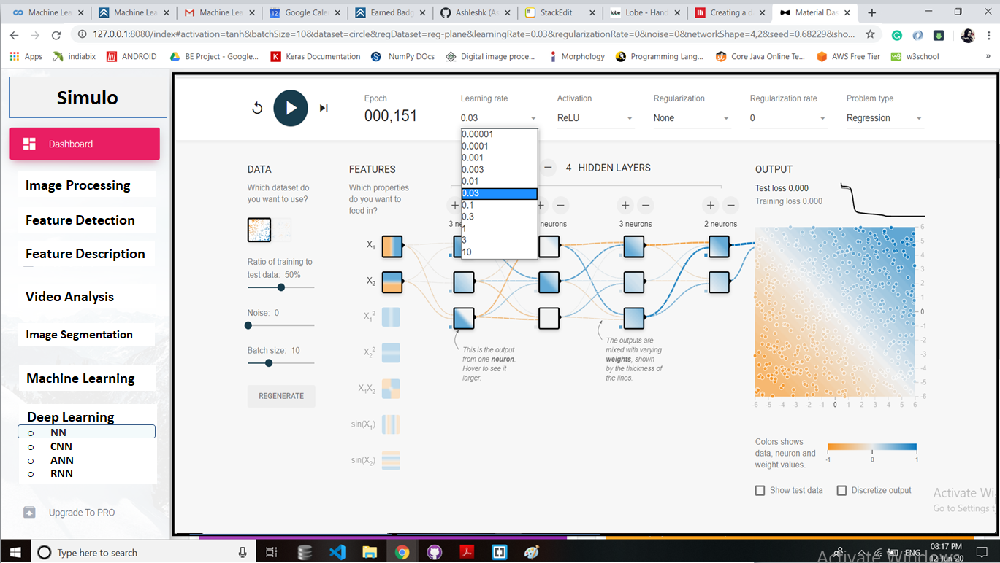 Machine Lea
Machine Lea
Machine Lea
Google Cale
Earned Badg
Ashleshk (As
StackEdit
Lobe - Hand
Creating a d
Material Das
127.0.0.1:8080/index#activation=tanh&batchSize=10&dataset=circle&regDataset=reg-plane&learningRate=0.03&regularizationRate=0&noise=0&networkShape=4,2&seed=0.68229&sho...
Apps
indiabix
ANDROID
BE Project - Google...
Keras Documentation
NumPy DOcs
Digital image proce...
Morphology
Programming Lang...
Core Java Online Te...
AWS Free Tier
w3school
»
Simulo
Dashboard
Image Processing
Feature Detection
Feature Description
Video Analysis
Image Segmentation
Machine Learning
Deep Learning
o NN
o CNN
o ANN
o RNN
Upgrade To PRO
Epoch
000,151
Learning rate
0.03
Activation
ReLU
Regularization
None
Regularization rate
0
Problem type
Regression
0.00001
0.0001
0.001
0.003
0.01
0.03
0.1
0.3
1
3
10
DATA
Which dataset do
you want to use?
Ratio of training to
test data: 50%
Noise: 0
Batch size: 10
REGENERATE
FEATURES
Which properties
do you want to
feed in?
X1
X2
X1²
X2²
X1X2
sin(X1)
sin(X2)
4 HIDDEN LAYERS
3 ne
neurons
3 neurons
2 neurons
This is the output
from one neuron.
Hover to see it
larger.
The outputs are
mixed with varying
weights, shown
by the thickness of
the lines.
OUTPUT
Test loss 0.000
Training loss 0.000
6
5
4
3
2
1
0
-1
-2
-3
-4
-5
-6
-6 -5 -4 -3 -2 -1 0 1 2 3 4 5 6
Colors shows
data, neuron and
weight values.
-1 0 1
Show test data
Discretize output
Activate Wi
Go to Settings t
Type here to search
Activate Windows
ENG
08:17 PM
12-Jun-20